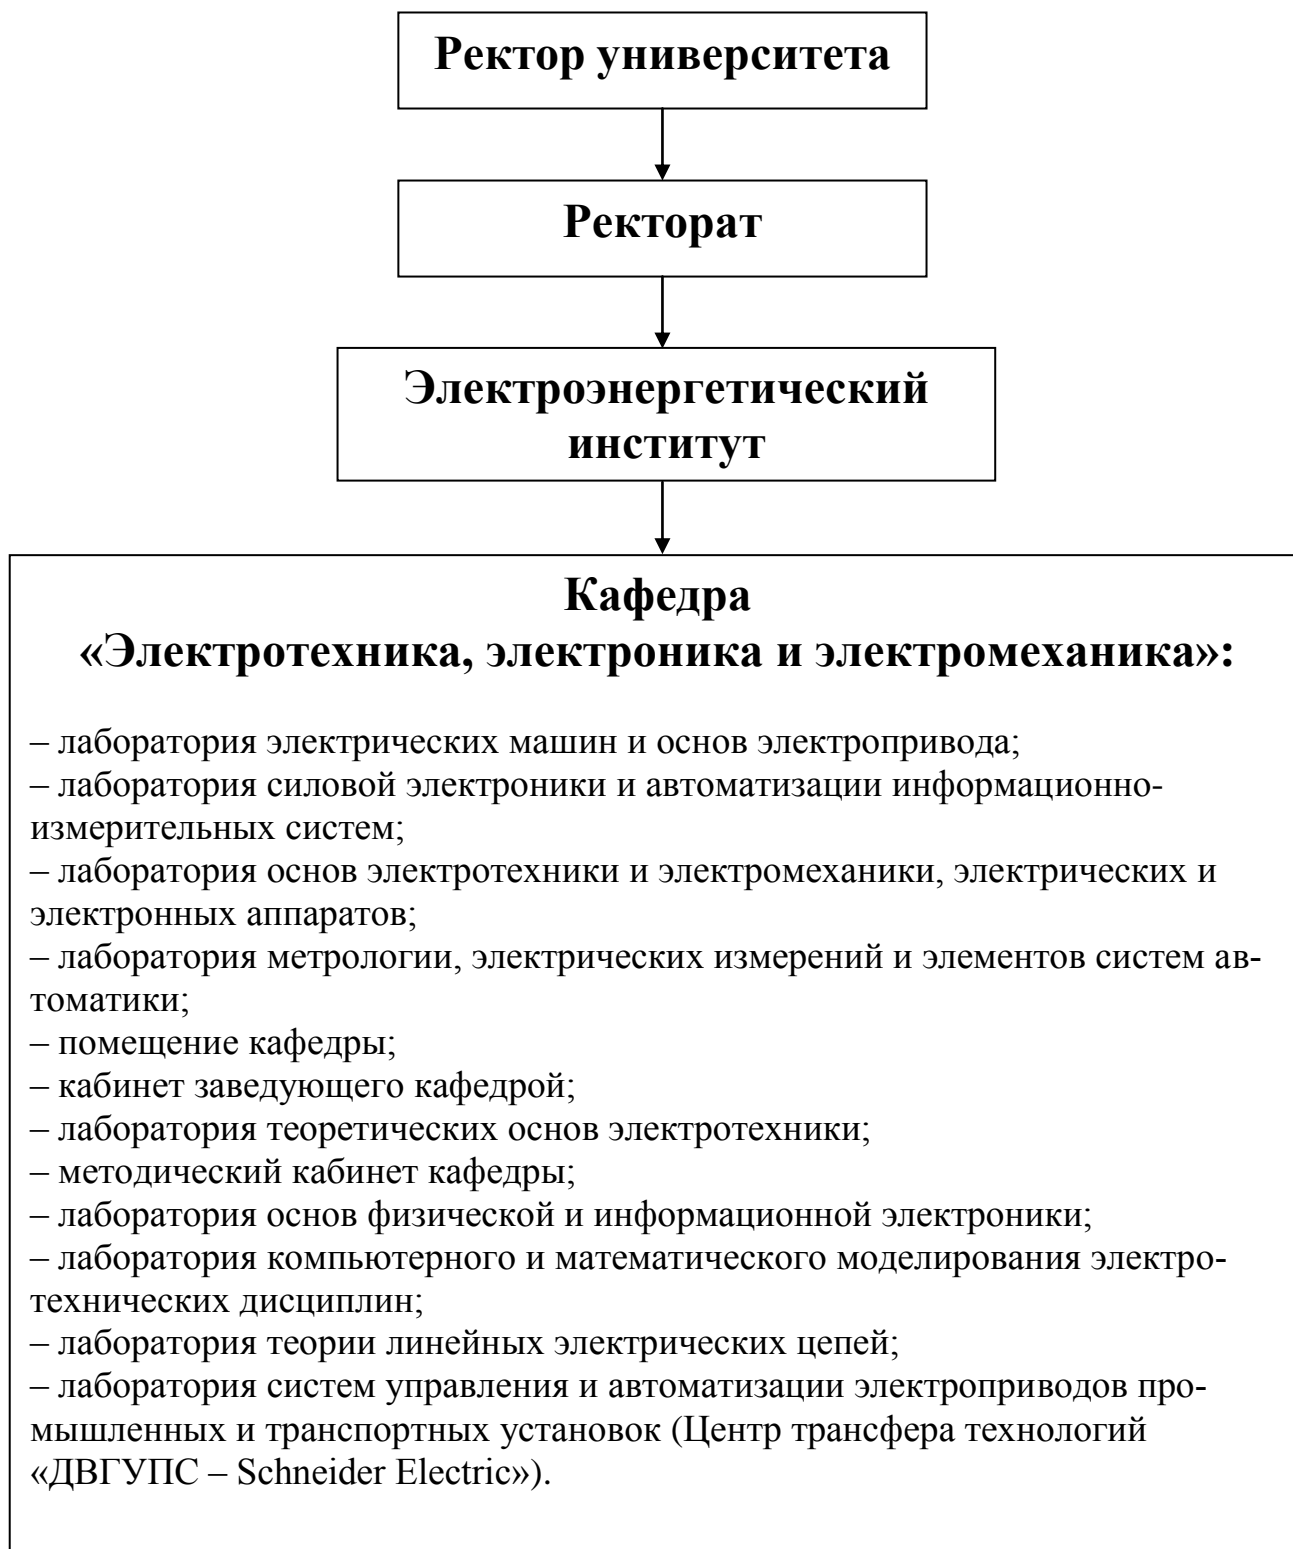 Ректор университета
Ректорат
Электроэнергетический
институт
Кафедра
«Электротехника, электроника и электромеханика»:
– лаборатория электрических машин и основ электропривода;
– лаборатория силовой электроники и автоматизации информационно-
измерительных систем;
– лаборатория основ электротехники и электромеханики, электрических и
электронных аппаратов;
– лаборатория метрологии, электрических измерений и элементов систем ав-
томатики;
– помещение кафедры;
– кабинет заведующего кафедрой;
– лаборатория теоретических основ электротехники;
– методический кабинет кафедры;
– лаборатория основ физической и информационной электроники;
– лаборатория компьютерного и математического моделирования электро-
технических дисциплин;
– лаборатория теории линейных электрических цепей;
– лаборатория систем управления и автоматизации электроприводов про-
мышленных и транспортных установок (Центр трансфера технологий
«ДВГУПС – Schneider Electric»).